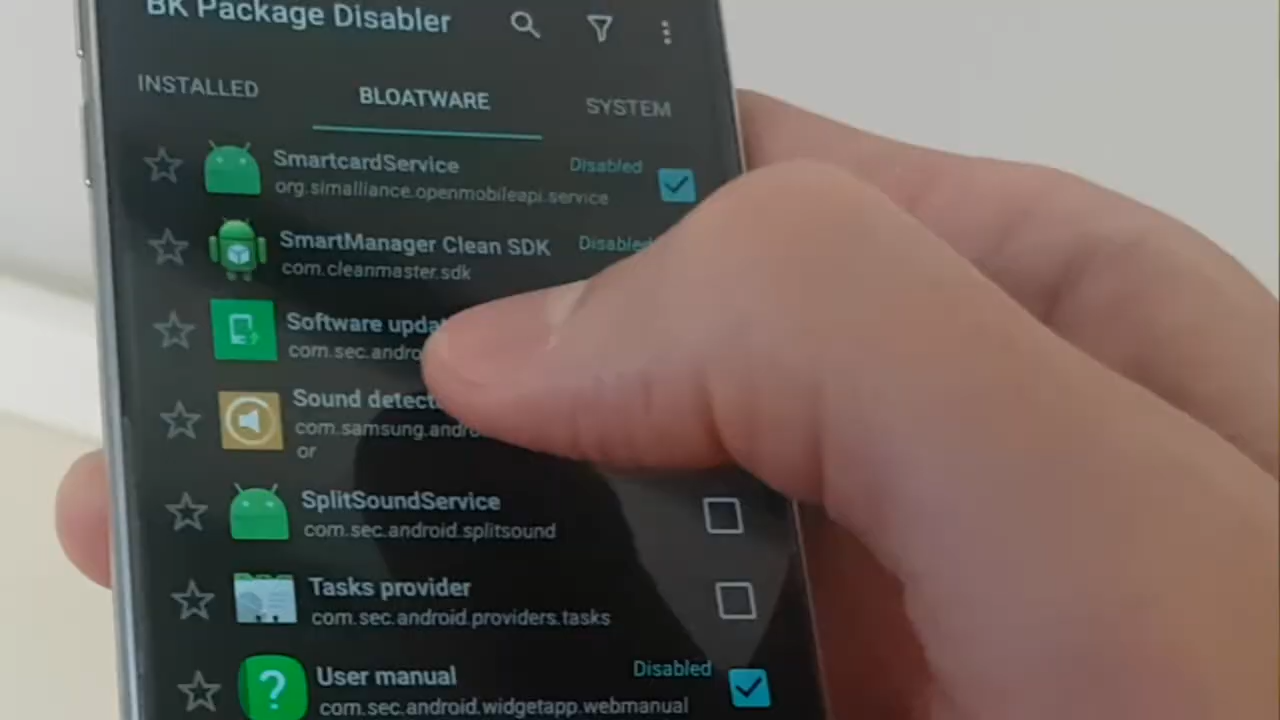 BK Package Disabler
INSTALLED BLOATWARE SYSTEM
SmartcardService Disabled
org.simalliance.openmobileapi.service
SmartManager Clean SDK Disabled
com.cleanmaster.sdk
Software upda
com.sec.andro
Sound detect
com.samsung.andro
or
SplitSoundService
com.sec.android.splitsound
Tasks provider
com.sec.android.providers.tasks
User manual Disabled
?
com.sec.android.widgetapp.webmanual